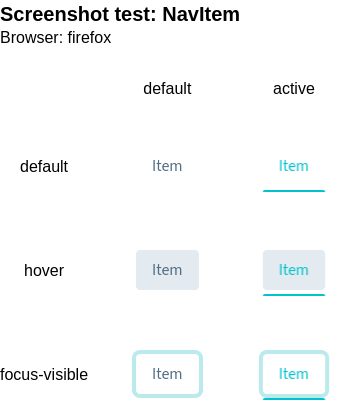 Screenshot test: NavItem
Browser: firefox
default active
default Item Item
hover Item Item
focus-visible Item Item